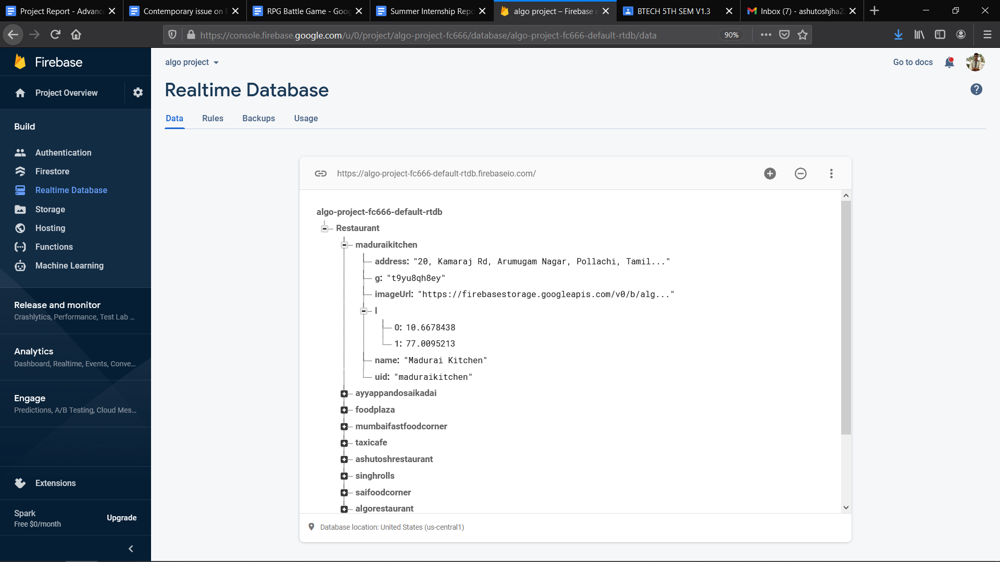 Project Report - Advanc
Contemporary issue on E
RPG Battle Game - Goog
Summer Internship Repo
algo project – Firebase c
BTECH 5TH SEM V1.3
Inbox (7) - ashutoshjha2
https://console.firebase.google.com/u/0/project/algo-project-fc666/database/algo-project-fc666-default-rtdb/data
90%
Firebase
Project Overview
Build
Authentication
Firestore
Realtime Database
Storage
Hosting
Functions
Machine Learning
Release and monitor
Crashlytics, Performance, Test Lab ...
Analytics
Dashboard, Realtime, Events, Conve...
Engage
Predictions, A/B Testing, Cloud Mes...
Extensions
Spark
Free $0/month
Upgrade
algo project
Go to docs
Realtime Database
Data Rules Backups Usage
https://algo-project-fc666-default-rtdb.firebaseio.com/
algo-project-fc666-default-rtdb
Restaurant
maduraikitchen
address: "20, Kamaraj Rd, Arumugam Nagar, Pollachi, Tamil..."
g: "t9yu8qh8ey"
imageUrl: "https://firebasestorage.googleapis.com/v0/b/alg..."
l
0: 10.6678438
1: 77.0095213
name: "Madurai Kitchen"
uid: "maduraikitchen"
ayyappandosaikadai
foodplaza
mumbaifastfoodcorner
taxicafe
ashutoshrestaurant
singhrolls
saifoodcorner
algorestaurant
Database location: United States (us-central1)